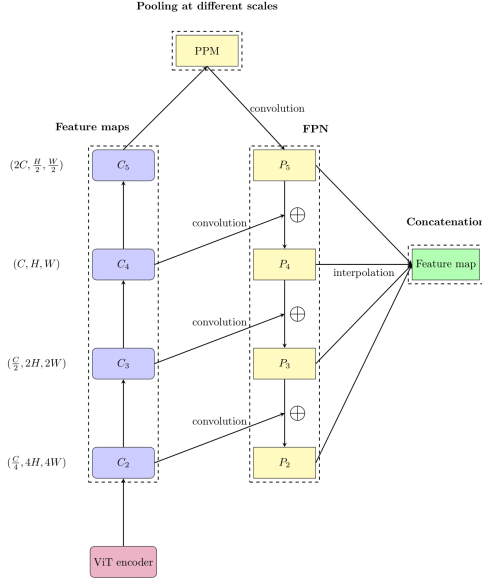 Pooling at different scales
PPM
convolution
Feature maps
FPN
(2C, H/2, W/2)
C₅
P₅
Concatenation
convolution
⊕
(C, H, W)
C₄
P₄
Feature map
interpolation
convolution
⊕
(C/2, 2H, 2W)
C₃
P₃
convolution
⊕
(C/4, 4H, 4W)
C₂
P₂
ViT encoder